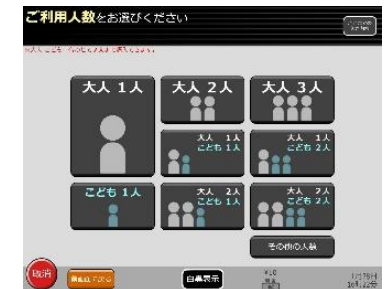 ご利用人数をお選びください
大人 1人
大人 2人
大人 3人
大人 1人
こども 1人
大人 1人
こども 2人
こども 1人
大人 2人
こども 1人
大人 2人
こども 2人
その他の人数
取消
白黒表示